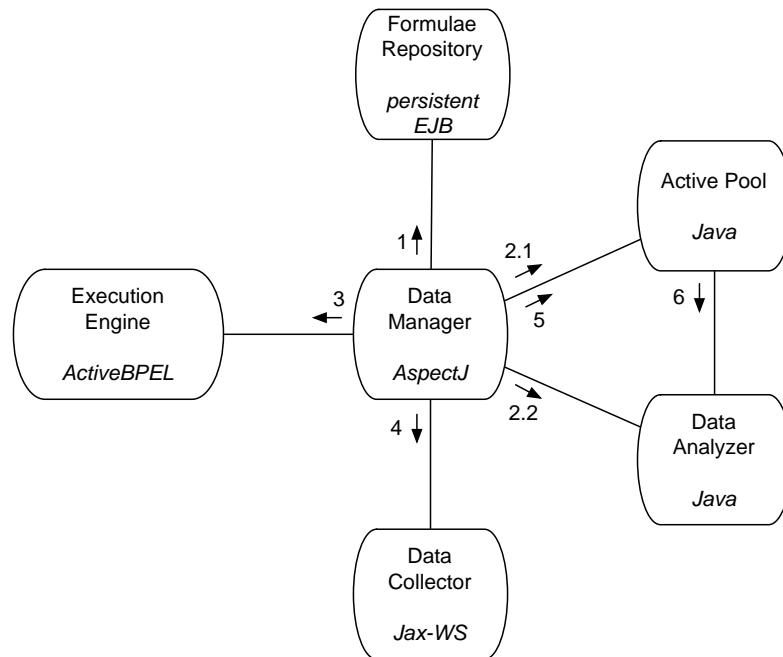 Formulae
Repository
persistent
EJB
Active Pool
Java
1
2.1
5
6
Execution
Engine
ActiveBPEL
3
Data
Manager
AspectJ
2.2
4
Data
Analyzer
Java
Data
Collector
Jax-WS